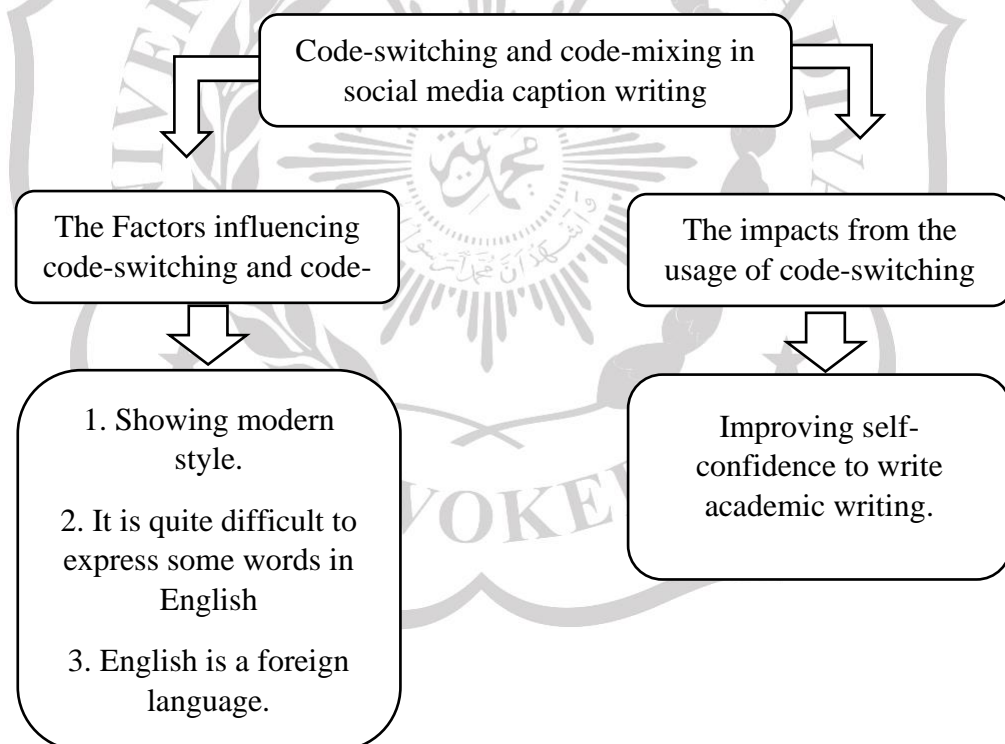 Code-switching and code-mixing in
social media caption writing
The Factors influencing
code-switching and code-
The impacts from the
usage of code-switching
1. Showing modern
style.
2. It is quite difficult to
express some words in
English
3. English is a foreign
language.
Improving self-
confidence to write
academic writing.